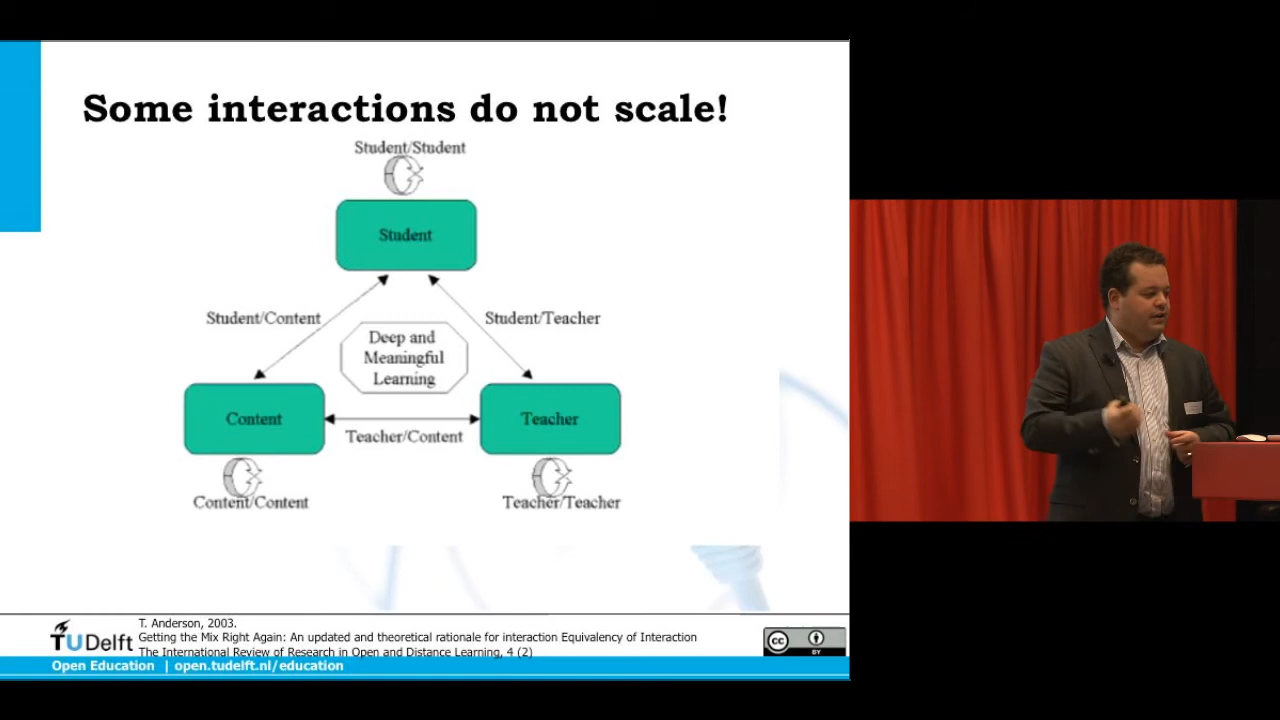 Some interactions do not scale!
Student/Student
Student
Student/Content
Student/Teacher
Deep and
Meaningful
Learning
Content
Teacher
Teacher/Content
Content/Content
Teacher/Teacher
TUDelft
T. Anderson, 2003.
Getting the Mix Right Again: An updated and theoretical rationale for interaction Equivalency of Interaction
The International Review of Research in Open and Distance Learning, 4 (2)
cc
BY
Open Education | open.tudelft.nl/education